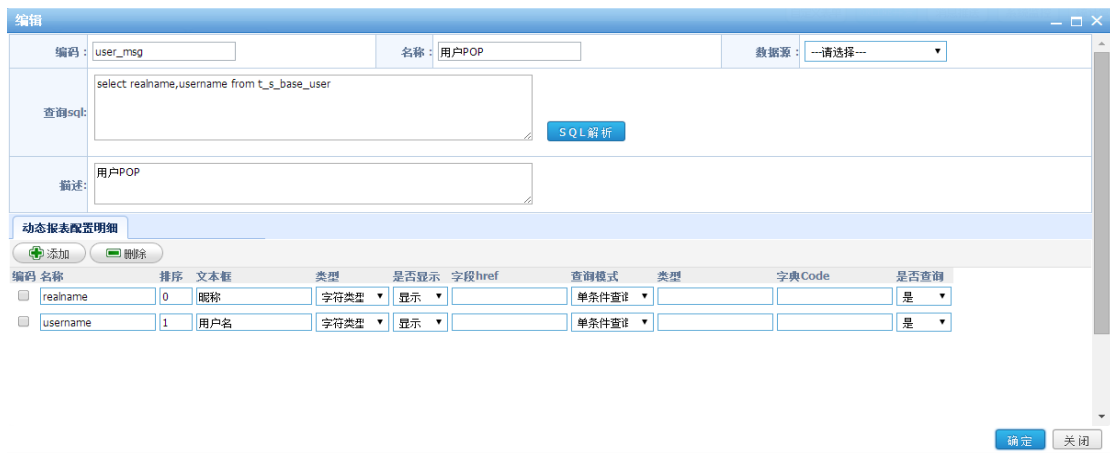 编辑
编码： user_msg 名称： 用户POP 数据源： ---请选择---
查询sql: select realname,username from t_s_base_user
SQL解析
描述: 用户POP
动态报表配置明细
添加 删除
编码 名称 排序 文本框 类型 是否显示 字段href 查询模式 类型 字典Code 是否查询
realname 0 昵称 字符类型 显示 单条件查询 是
username 1 用户名 字符类型 显示 单条件查询 是
确定 关闭